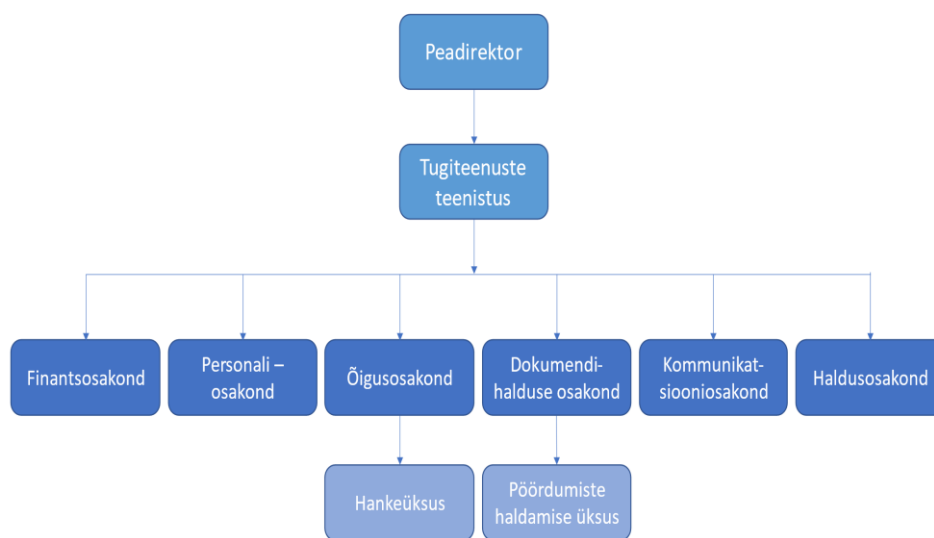 Peadirektor
Tugiteenuste
teenistus
Finantsosakond
Personali –
osakond
Õigusosakond
Dokumendi-
halduse osakond
Kommunikat-
siooniosakond
Haldusosakond
Hankeüksus
Pöördumiste
haldamise üksus